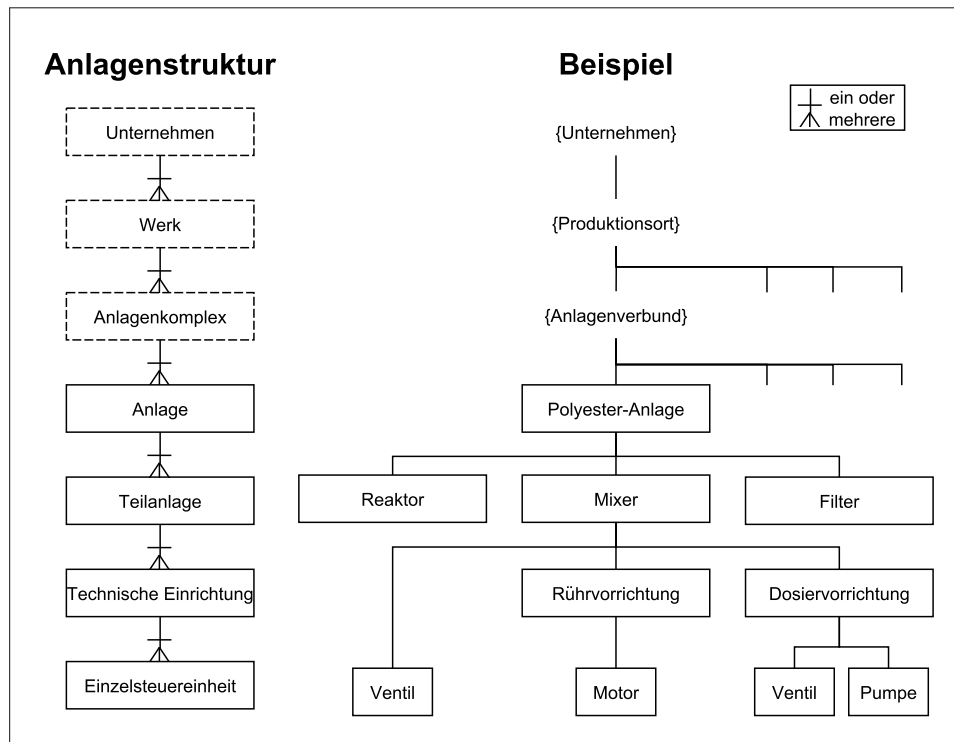 Anlagenstruktur
Beispiel
ein oder
mehrere
Unternehmen
{Unternehmen}
Werk
{Produktionsort}
Anlagenkomplex
{Anlagenverbund}
Anlage
Polyester-Anlage
Teilanlage
Reaktor
Mixer
Filter
Technische Einrichtung
Rührvorrichtung
Dosiervorrichtung
Einzelsteuereinheit
Ventil
Motor
Ventil
Pumpe